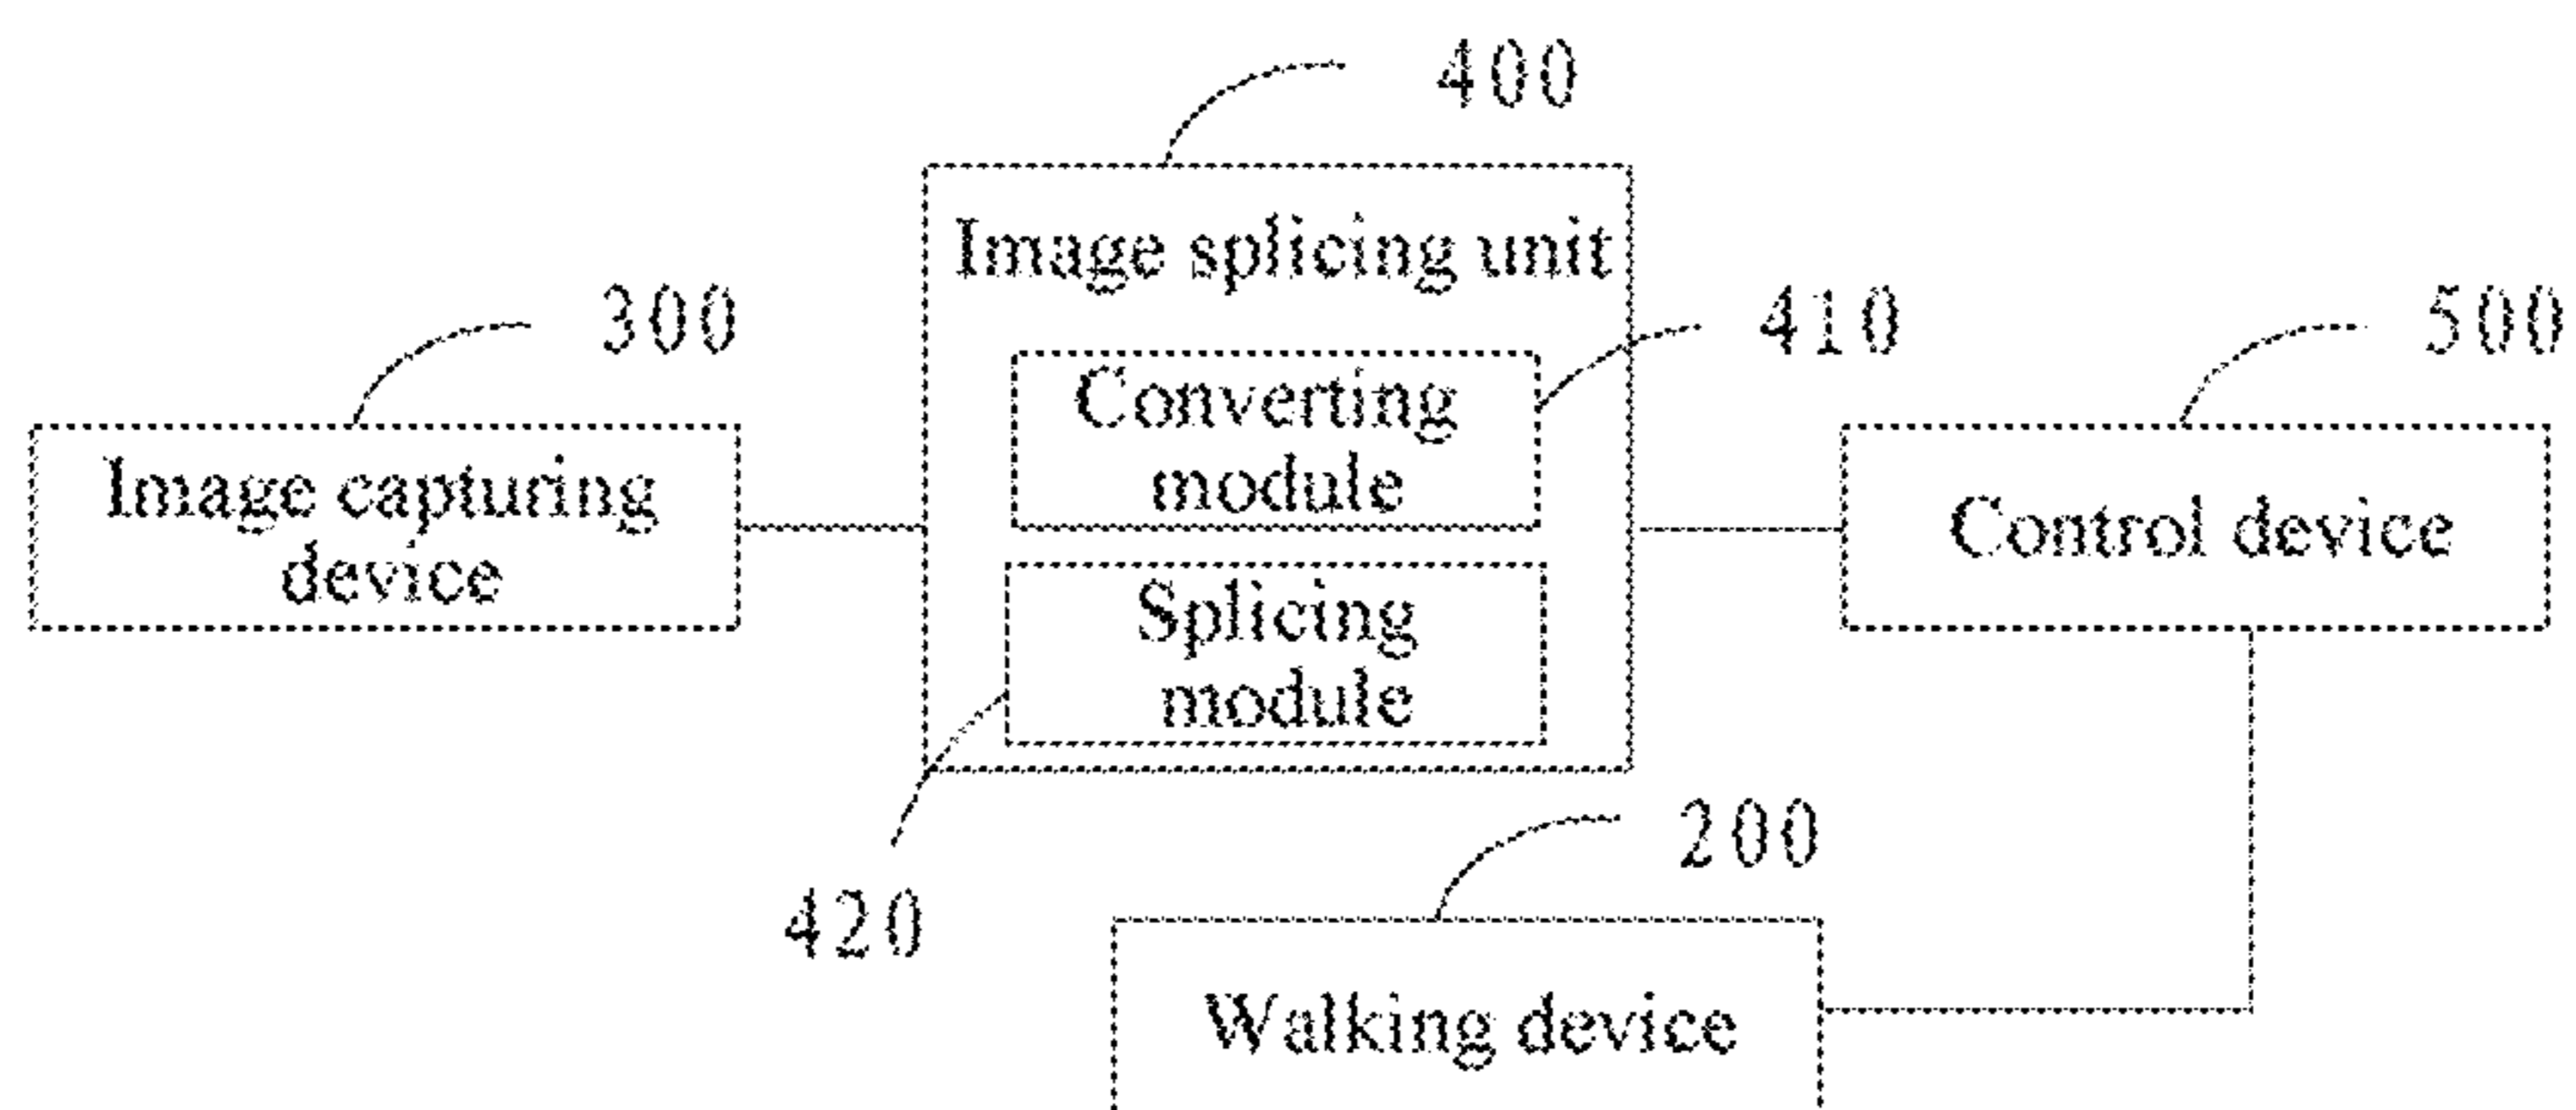 400
Image splicing unit
300
410
500
Converting
module
Image capturing
device
Control device
Splicing
module
200
420
Walking device